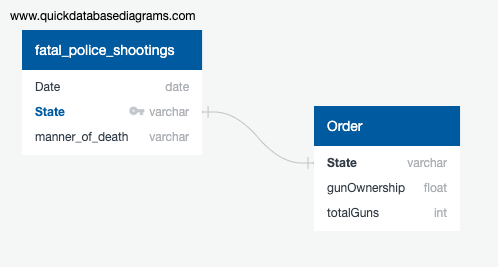 www.quickdatabasediagrams.com
fatal_police_shootings
Date date
State varchar
manner_of_death varchar
Order
State varchar
gunOwnership float
totalGuns int